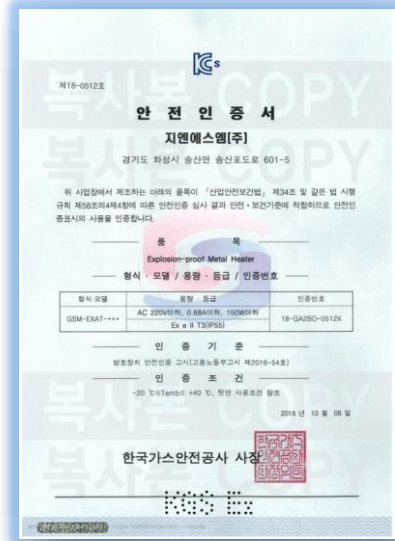 KCs
제18-0512호
안 전 인 증 서
지엔에스엠[주]
경기도 화성시 송산면 송산포도로 601-5
위 사업장에서 제조하는 아래의 품목이 「산업안전보건법」 제34조 및 같은 법 시행
규칙 제58조의4제4항에 따른 안전인증 심사 결과 안전·보건기준에 적합하므로 안전인
증표시의 사용을 인증합니다.
품 목
Explosion-proof Metal Heater
형식 · 모델 / 용량 · 등급 / 인증번호
형식·모델 용량 · 등급 인증번호
GSM-EXAT-*** AC 220V이하, 0.68A이하, 150W이하 18-GA2BO-0512X
Ex e II T3(IP55)
인 증 기 준
방호장치 안전인증 고시(고용노동부고시 제2016-54호)
인 증 조 건
-20 ℃≤Tamb≤ +40 ℃, 뒷면 사용조건 참조
2018 년 10 월 08 일
한국가스안전공사 사장
KGS Ex
복사본 COPY
복사본 COPY
복사본 COPY